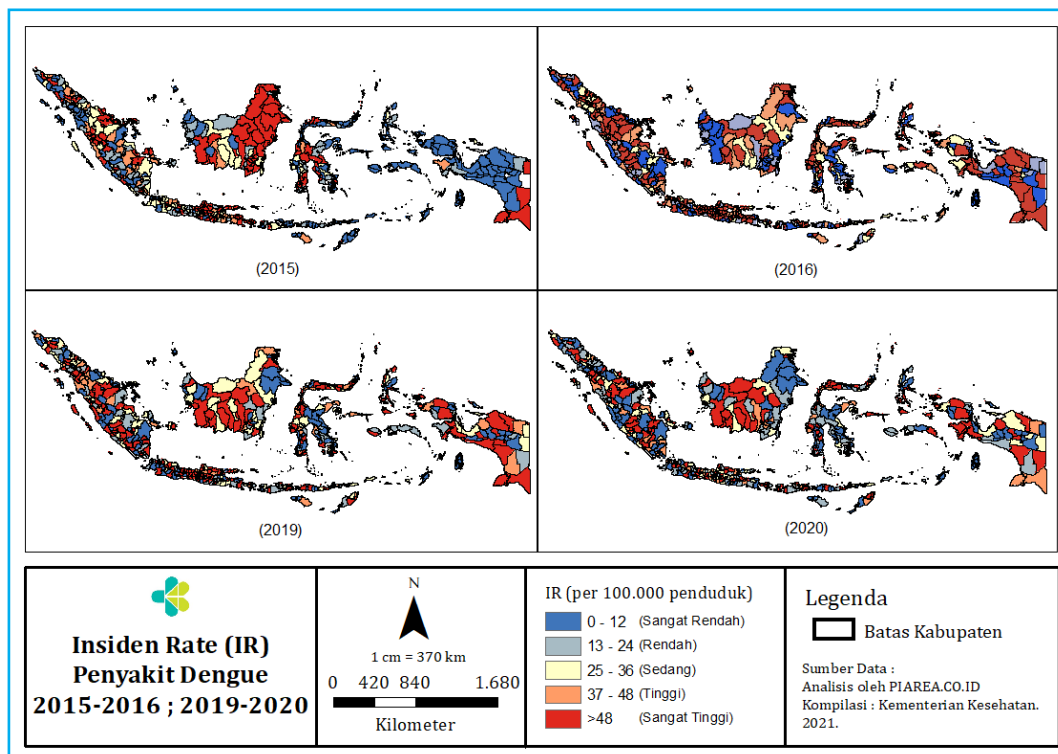 (2015)
(2016)
(2019)
(2020)
Insiden Rate (IR)
Penyakit Dengue
2015-2016 ; 2019-2020
N
1 cm = 370 km
0 420 840 1.680
Kilometer
IR (per 100.000 penduduk)
0 - 12 (Sangat Rendah)
13 - 24 (Rendah)
25 - 36 (Sedang)
37 - 48 (Tinggi)
>48 (Sangat Tinggi)
Legenda
Batas Kabupaten
Sumber Data :
Analisis oleh PIAREA.CO.ID
Kompilasi : Kementerian Kesehatan.
2021.